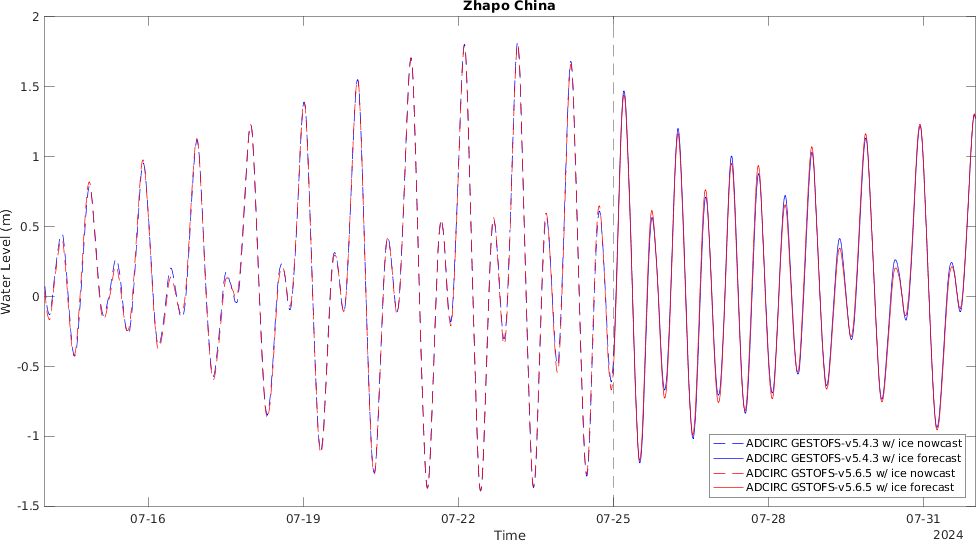 Zhapo China
2
1.5
1
0.5
0
-0.5
-1
-1.5
Water Level (m)
07-16
07-19
07-22
07-25
07-28
07-31
Time
2024
ADCIRC GESTOFS-v5.4.3 w/ ice nowcast
ADCIRC GESTOFS-v5.4.3 w/ ice forecast
ADCIRC GSTOFS-v5.6.5 w/ ice nowcast
ADCIRC GSTOFS-v5.6.5 w/ ice forecast